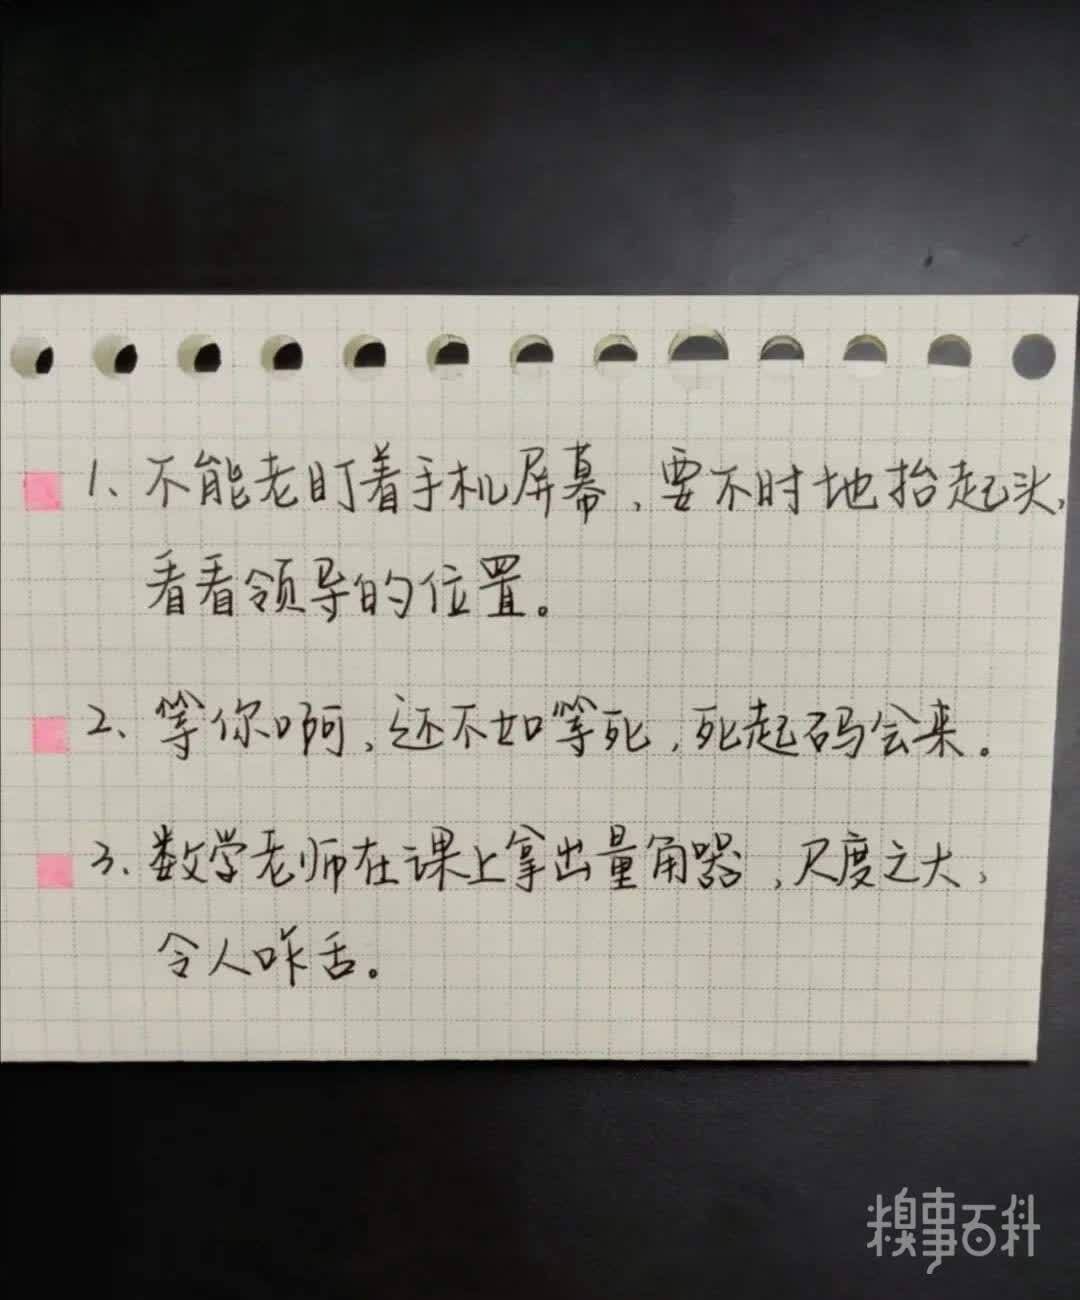 1、不能老盯着手机屏幕,要不时地抬起头,
看看领导的位置。
2、等你啊,还不如等死,死起码会来。
3、数学老师在课上拿出量角器,尺度之大,
令人咋舌。
糗事百科